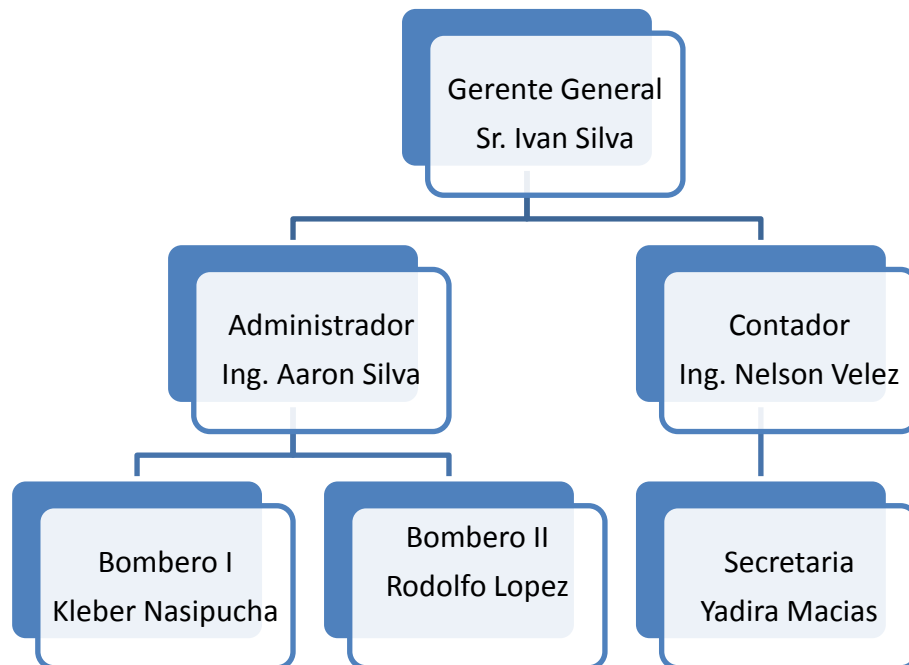 Gerente General
Sr. Ivan Silva
Administrador
Ing. Aaron Silva
Contador
Ing. Nelson Velez
Bombero I
Kleber Nasipucha
Bombero II
Rodolfo Lopez
Secretaria
Yadira Macias